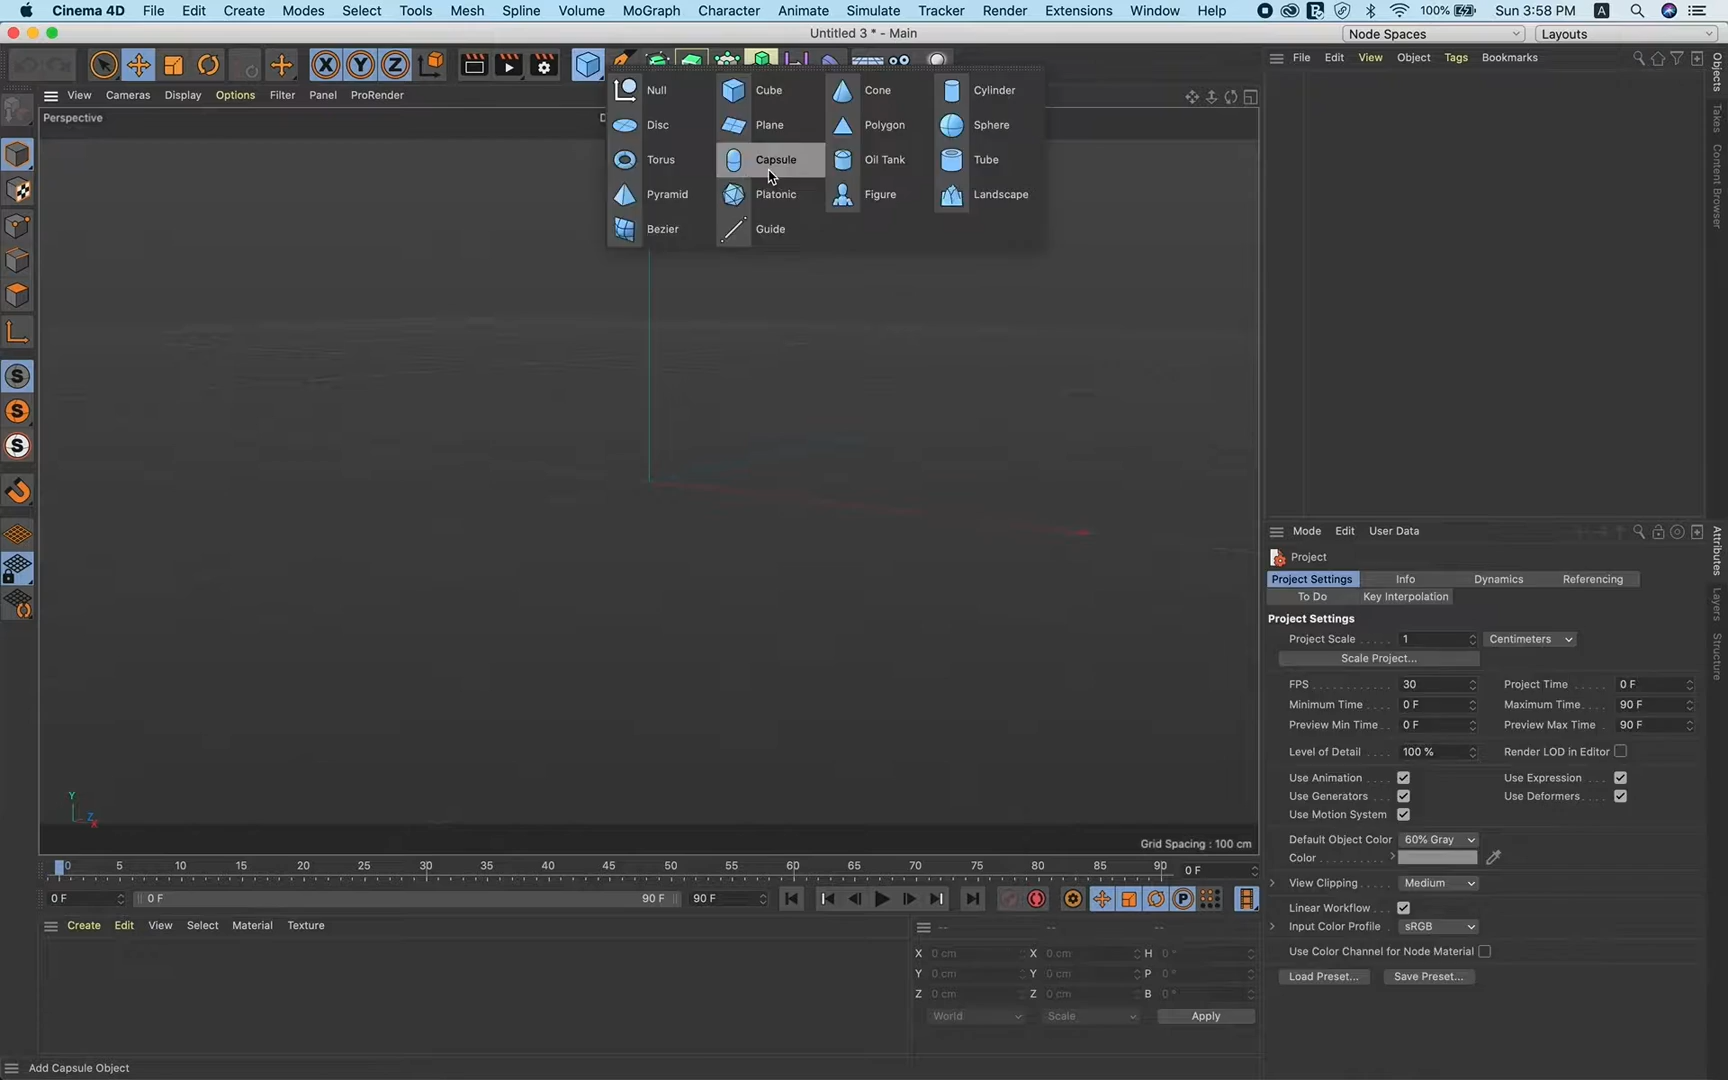 Cinema 4D File Edit Create Modes Select Tools Mesh Spline Volume MoGraph Character Animate Simulate Tracker Render Extensions Window Help 100% Sun 3:58 PM A
Untitled 3 * - Main
Node Spaces Layouts
X Y Z
File Edit View Object Tags Bookmarks
View Cameras Display Options Filter Panel ProRender
Perspective D
Null Cube Cone Cylinder
Disc Plane Polygon Sphere
Torus Capsule Oil Tank Tube
Pyramid Platonic Figure Landscape
Bezier Guide
Objects
Takes
Content Browser
S
S
S
Mode Edit User Data
Project
Project Settings Info Dynamics Referencing
To Do Key Interpolation
Project Settings
Project Scale 1 Centimeters
Scale Project...
FPS 30 Project Time 0 F
Minimum Time 0 F Maximum Time 90 F
Preview Min Time 0 F Preview Max Time 90 F
Level of Detail 100 % Render LOD in Editor
Use Animation Use Expression
Use Generators Use Deformers
Use Motion System
Default Object Color 60% Gray
Color
View Clipping Medium
Linear Workflow
Input Color Profile sRGB
Use Color Channel for Node Material
Load Preset... Save Preset...
Attributes
Layers
Structure
Y
Z
X
Grid Spacing : 100 cm
0 5 10 15 20 25 30 35 40 45 50 55 60 65 70 75 80 85 90 0 F
0 F 0 F 90 F 90 F P
Create Edit View Select Material Texture
-- -- --
X 0 cm X 0 cm H 0 °
Y 0 cm Y 0 cm P 0 °
Z 0 cm Z 0 cm B 0 °
World Scale Apply
Add Capsule Object